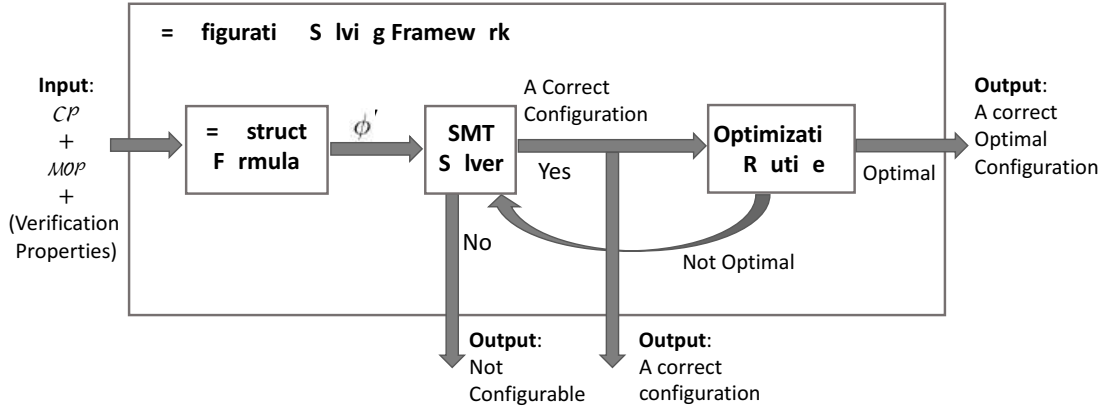 = figurati S lvi g Framew rk
Input:
CP
+
MOP
+
(Verification
Properties)
= struct
F rmula
ϕ'
SMT
S lver
A Correct
Configuration
Yes
No
Optimizati
R uti e
Optimal
Not Optimal
Output:
A correct
Optimal
Configuration
Output:
Not
Configurable
Output:
A correct
configuration